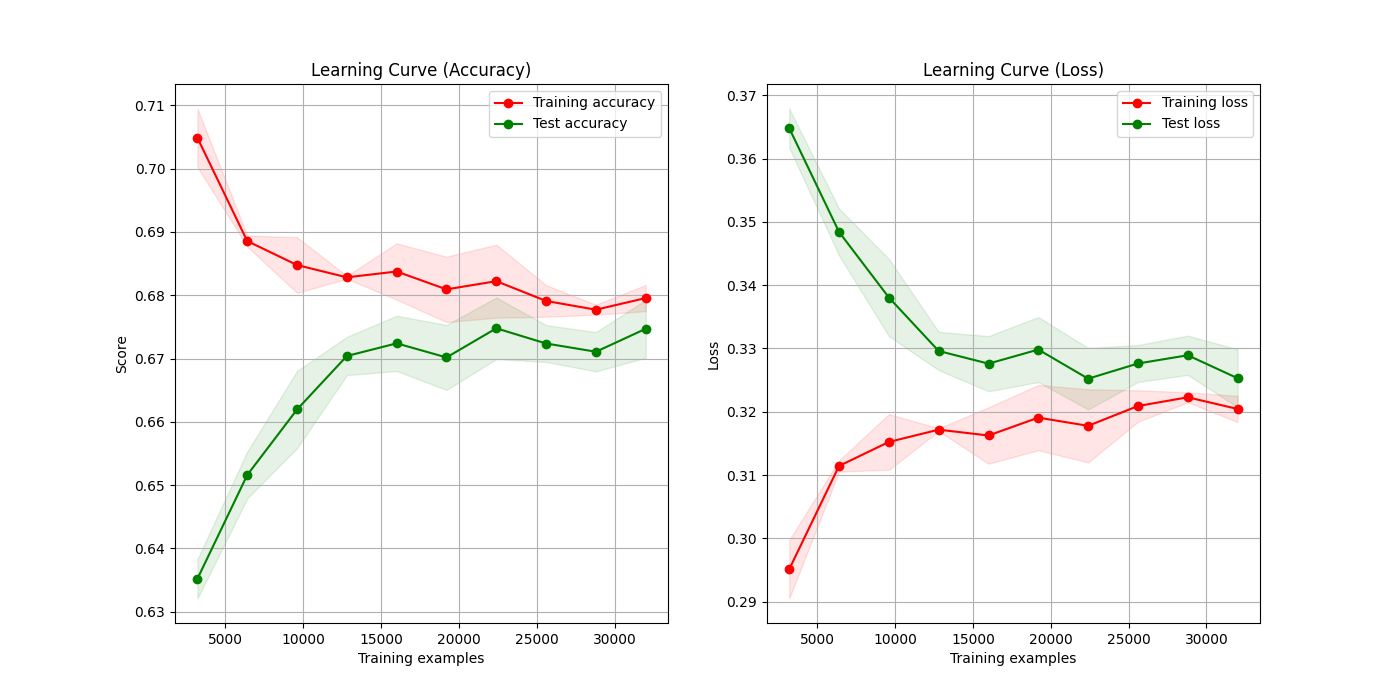 Learning Curve (Accuracy)
Training accuracy
Test accuracy
0.71
0.70
0.69
0.68
0.67
0.66
0.65
0.64
0.63
Score
5000 10000 15000 20000 25000 30000
Training examples
Learning Curve (Loss)
Training loss
Test loss
0.37
0.36
0.35
0.34
0.33
0.32
0.31
0.30
0.29
Loss
5000 10000 15000 20000 25000 30000
Training examples